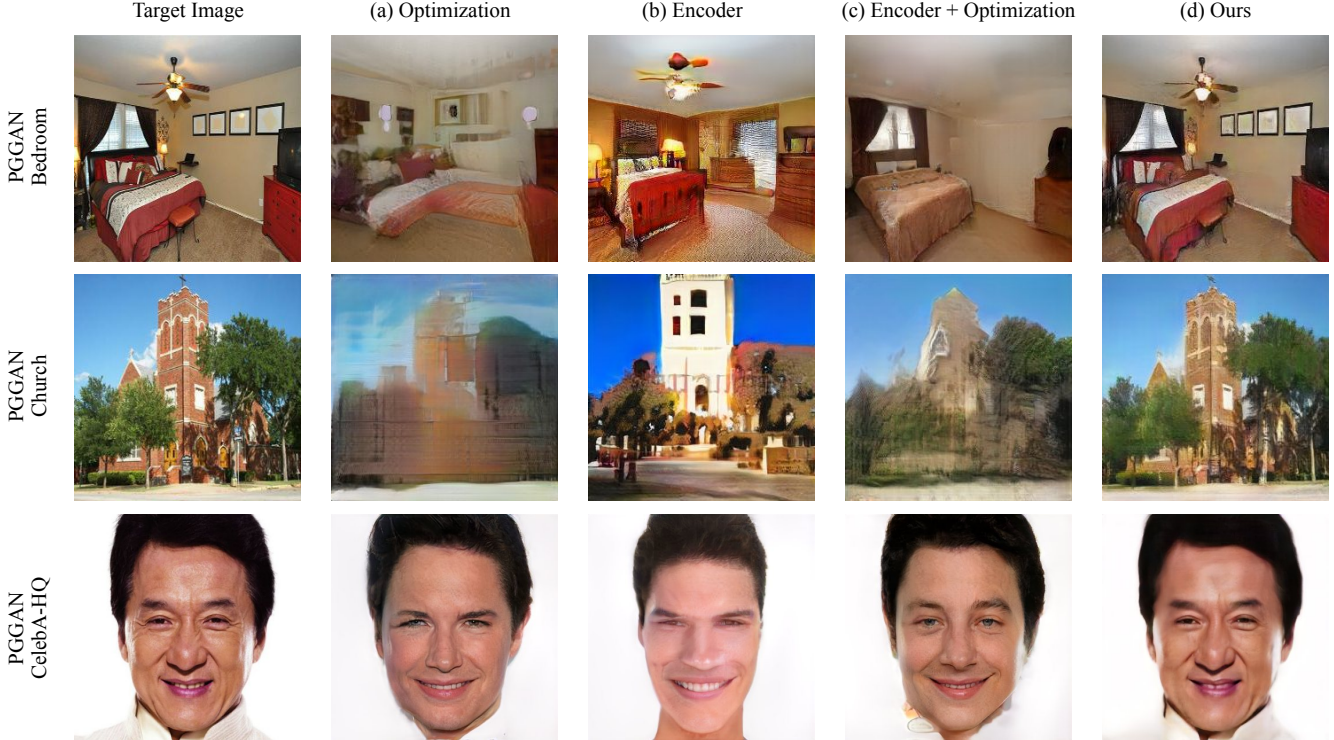 Target Image
(a) Optimization
(b) Encoder
(c) Encoder + Optimization
(d) Ours
PGGAN
Bedroom
PGGAN
Church
PGGAN
CelebA-HQ